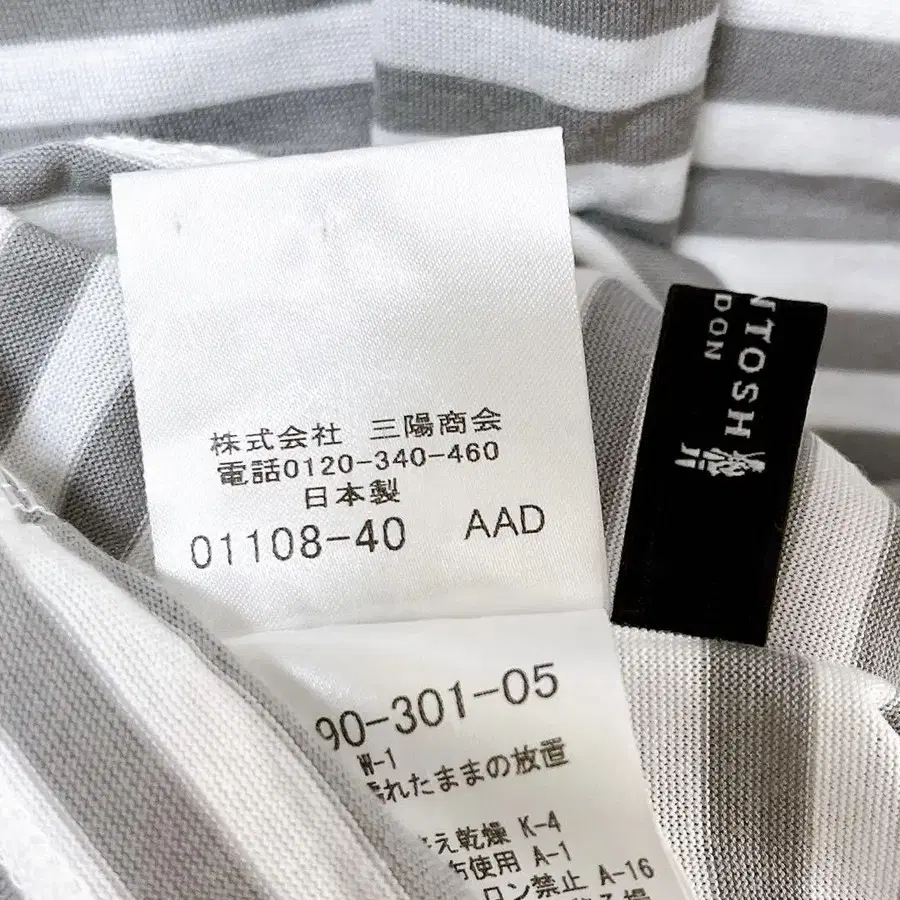 株式会社 三陽商会
電話0120-340-460
日本製
01108-40 AAD
90-301-05
W-1
れたままの放置
え乾燥 K-4
使用 A-1
ロン禁止 A-16
NTOSH
DON